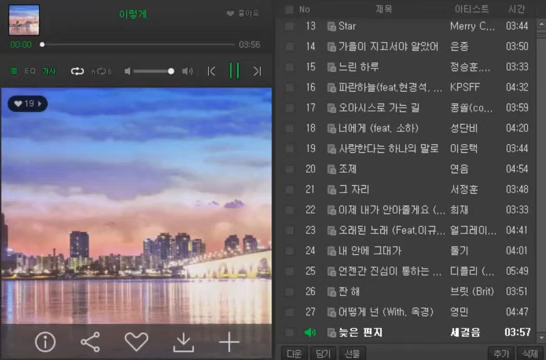 이렇게
♥ 좋아요
00:00 03:56
EQ 가사
♥ 19
No 제목 아티스트 시간
13 Star Merry C,... 03:44
14 가을이 지고서야 알았어 은종 03:50
15 느린 하루 정승훈,... 03:33
16 파란하늘(feat,현경석, ... KPSFF 04:32
17 오아시스로 가는 길 콩쏠(co... 03:59
18 너에게 (feat, 소하) 성단비 04:20
19 사랑한다는 하나의 말로 이은택 03:44
20 조제 연음 04:54
21 그 자리 서정훈 03:48
22 이제 내가 안아줄게요 (... 희재 03:33
23 오래된 노래 (Feat,이규... 얼그레이... 04:41
24 내 안에 그대가 둘기 04:01
25 언젠간 진심이 통하는 ... 디플리 (... 05:49
26 짠 해 브릿 (Brit) 03:51
27 어떻게 넌 (With, 옥경) 영민 04:47
늦은 편지 세걸음 03:57
다운 담기 선물 추가 삭제